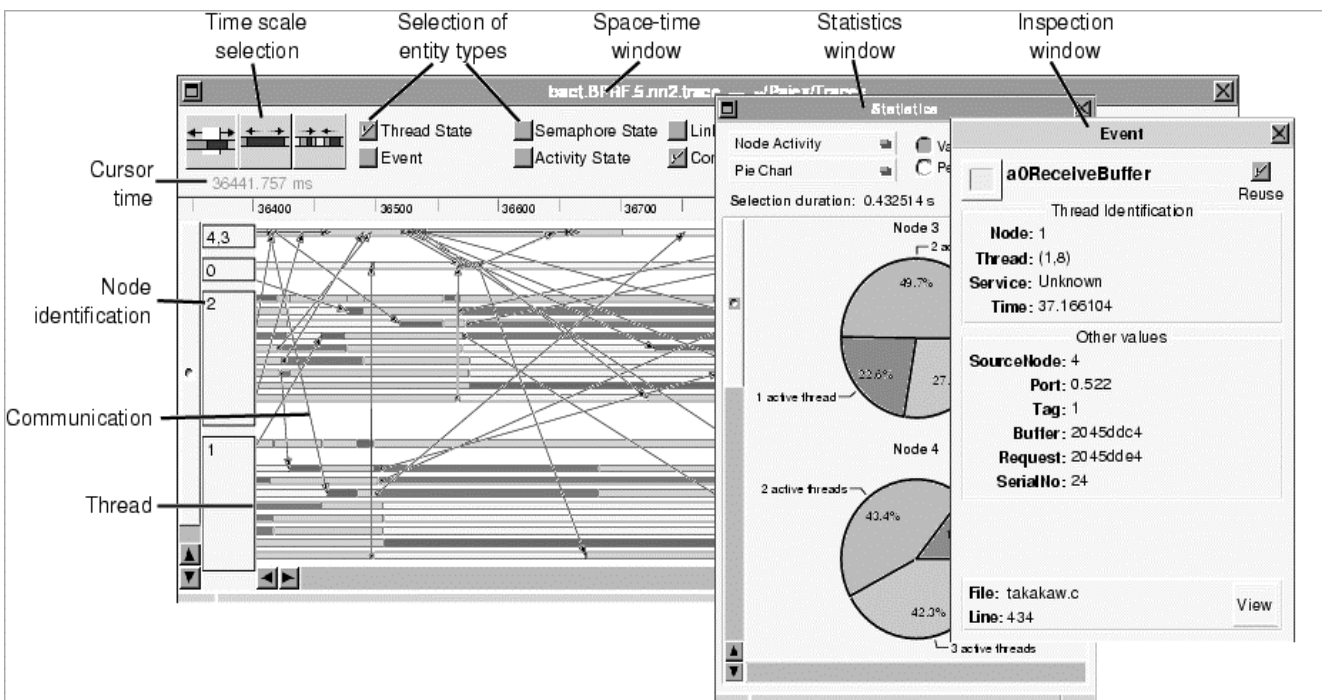 Time scale
selection
Selection of
entity types
Space-time
window
Statistics
window
Inspection
window
Statistics
Thread State
Event
Semaphore State
Activity State
Cursor
time
36441.757 ms
36400
36500
36600
36700
4,3
0
2
1
Node
identification
Communication
Thread
Node Activity
Pie Chart
Selection duration: 0.432514 s
Node 3
49.7%
22.6%
27.
1 active thread
Node 4
2 active threads
43.4%
42.3%
3 active threads
Event
a0ReceiveBuffer
Reuse
Thread Identification
Node: 1
Thread: (1,8)
Service: Unknown
Time: 37.166104
Other values
SourceNode: 4
Port: 0.522
Tag: 1
Buffer: 2045ddc4
Request: 2045dde4
SerialNo: 24
File: takakaw.c
Line: 434
View